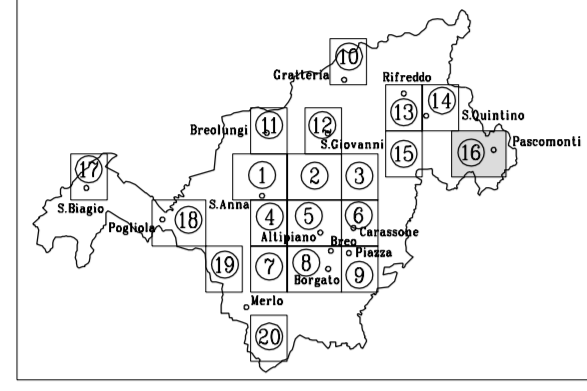 10
Gratteria
Rifreddo
14
13
S.Quintino
11
12
Breolungi
S.Giovanni
Pascomonti
15
16
17
1
2
3
S.Biagio
S.Anna
18
4
5
6
Pogliola
Altipiano
Carassone
Breo
Piazza
19
7
8
9
Borgato
Merlo
20